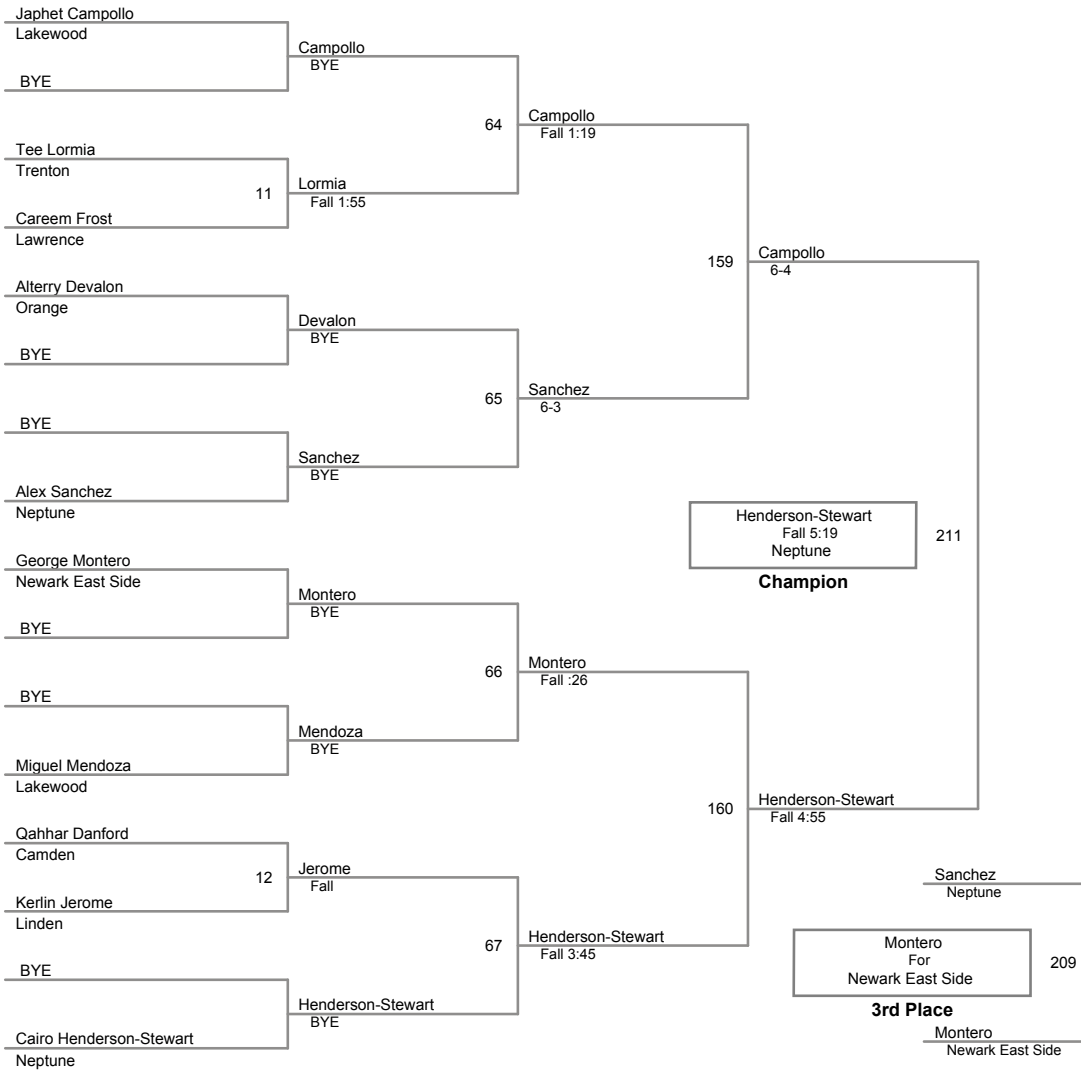 Japhet Campollo
Lakewood
Campollo
BYE
BYE
64
Campollo
Fall 1:19
Tee Lormia
Trenton
11
Lormia
Fall 1:55
Careem Frost
Lawrence
159
Campollo
6-4
Alterry Devalon
Orange
Devalon
BYE
BYE
65
Sanchez
6-3
BYE
Sanchez
BYE
Alex Sanchez
Neptune
Henderson-Stewart
Fall 5:19
Neptune
211
Champion
George Montero
Newark East Side
Montero
BYE
BYE
66
Montero
Fall :26
BYE
Mendoza
BYE
Miguel Mendoza
Lakewood
160
Henderson-Stewart
Fall 4:55
Qahhar Danford
Camden
12
Jerome
Fall
Kerlin Jerome
Linden
67
Henderson-Stewart
Fall 3:45
BYE
Henderson-Stewart
BYE
Cairo Henderson-Stewart
Neptune
Sanchez
Neptune
Montero
For
Newark East Side
209
3rd Place
Montero
Newark East Side